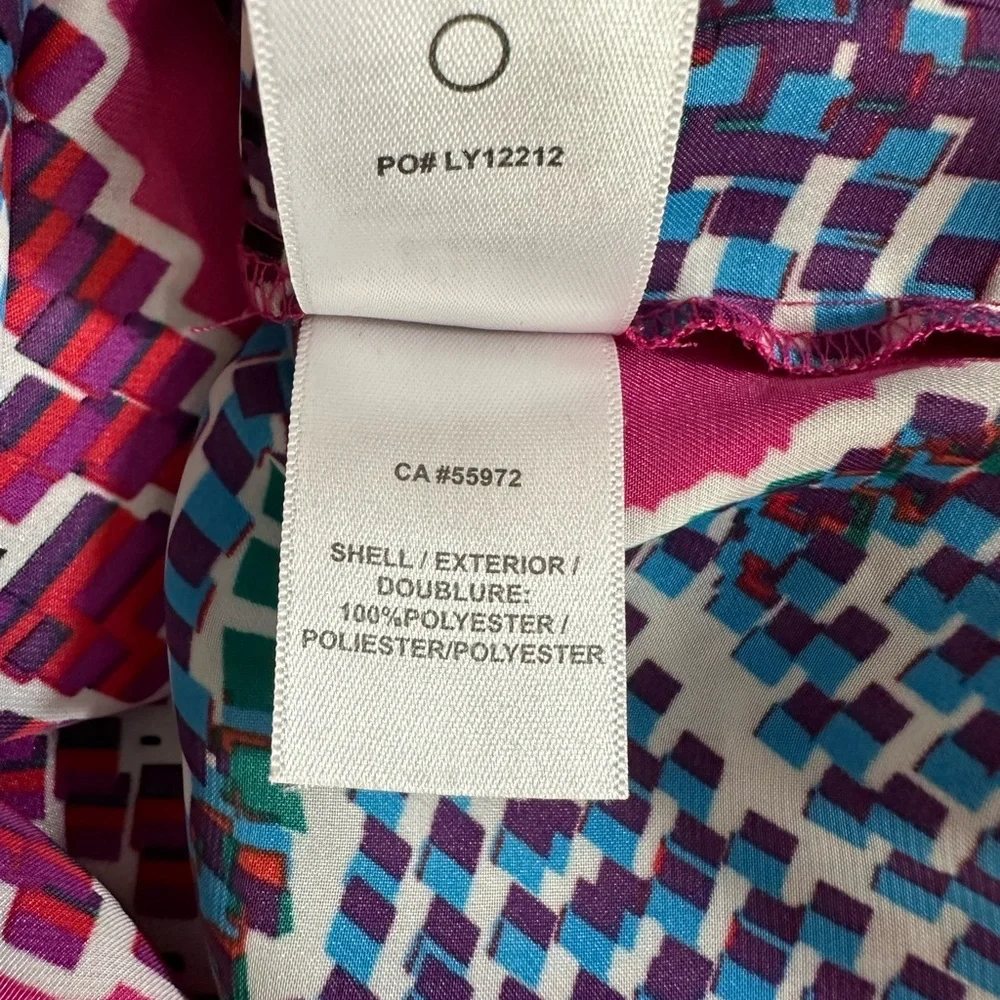 PO# LY12212
CA #55972
SHELL / EXTERIOR /
DOUBLURE:
100%POLYESTER /
POLIESTER/POLYESTER